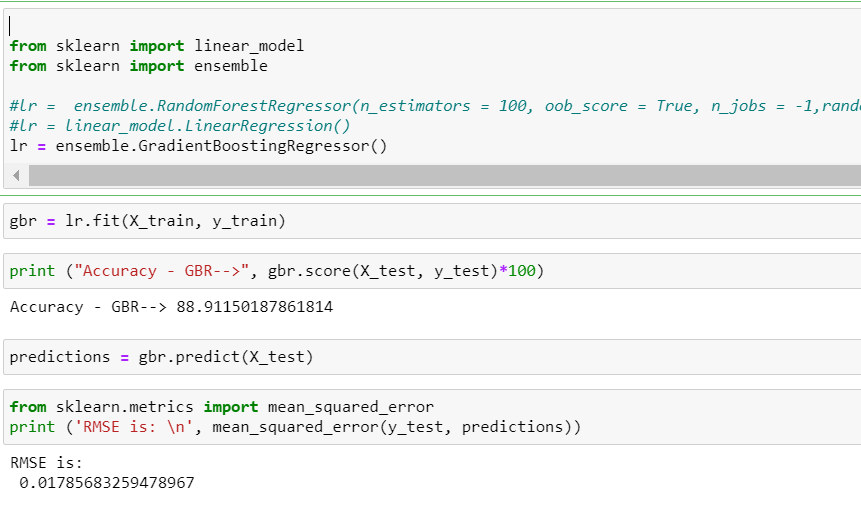 from sklearn import linear_model
from sklearn import ensemble
#lr =  ensemble.RandomForestRegressor(n_estimators = 100, oob_score = True, n_jobs = -1,rand
#lr = linear_model.LinearRegression()
lr = ensemble.GradientBoostingRegressor()
gbr = lr.fit(X_train, y_train)
print ("Accuracy - GBR-->", gbr.score(X_test, y_test)*100)
Accuracy - GBR--> 88.91150187861814
predictions = gbr.predict(X_test)
from sklearn.metrics import mean_squared_error
print ('RMSE is: \n', mean_squared_error(y_test, predictions))
RMSE is:
 0.01785683259478967